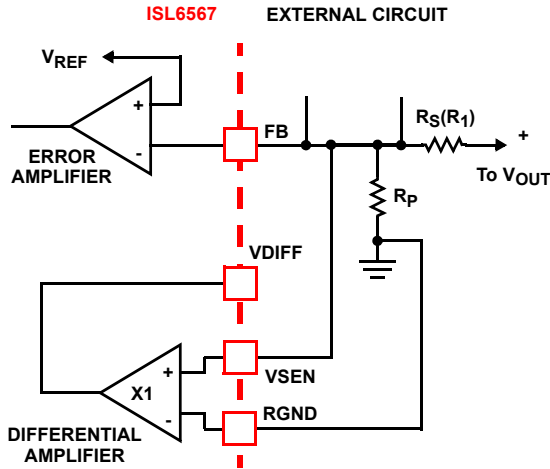 ISL6567 EXTERNAL CIRCUIT
VREF
+
-
FB
RS(R1)
+
To VOUT
ERROR
AMPLIFIER
RP
VDIFF
X1
+
-
VSEN
RGND
DIFFERENTIAL
AMPLIFIER